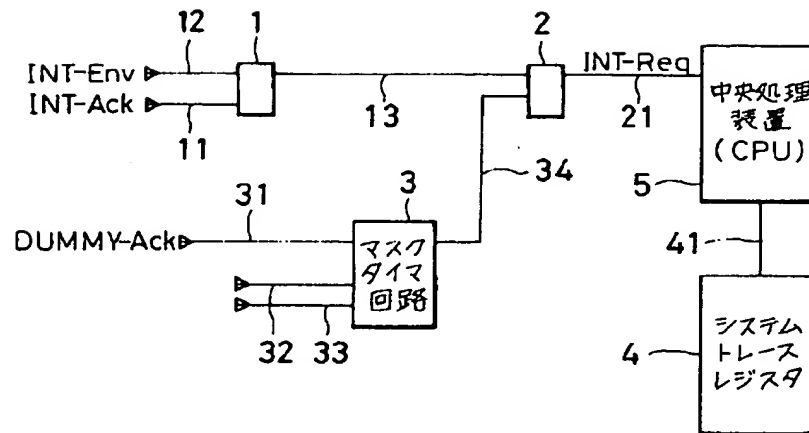 12
1
2
INT-Env
INT-Ack
11
13
INT-Req
21
中央処理
装置
(CPU)
5
34
31
3
DUMMY-Ack
マスク
タイマ
回路
32
33
41
4
システム
トレース
レジスタ